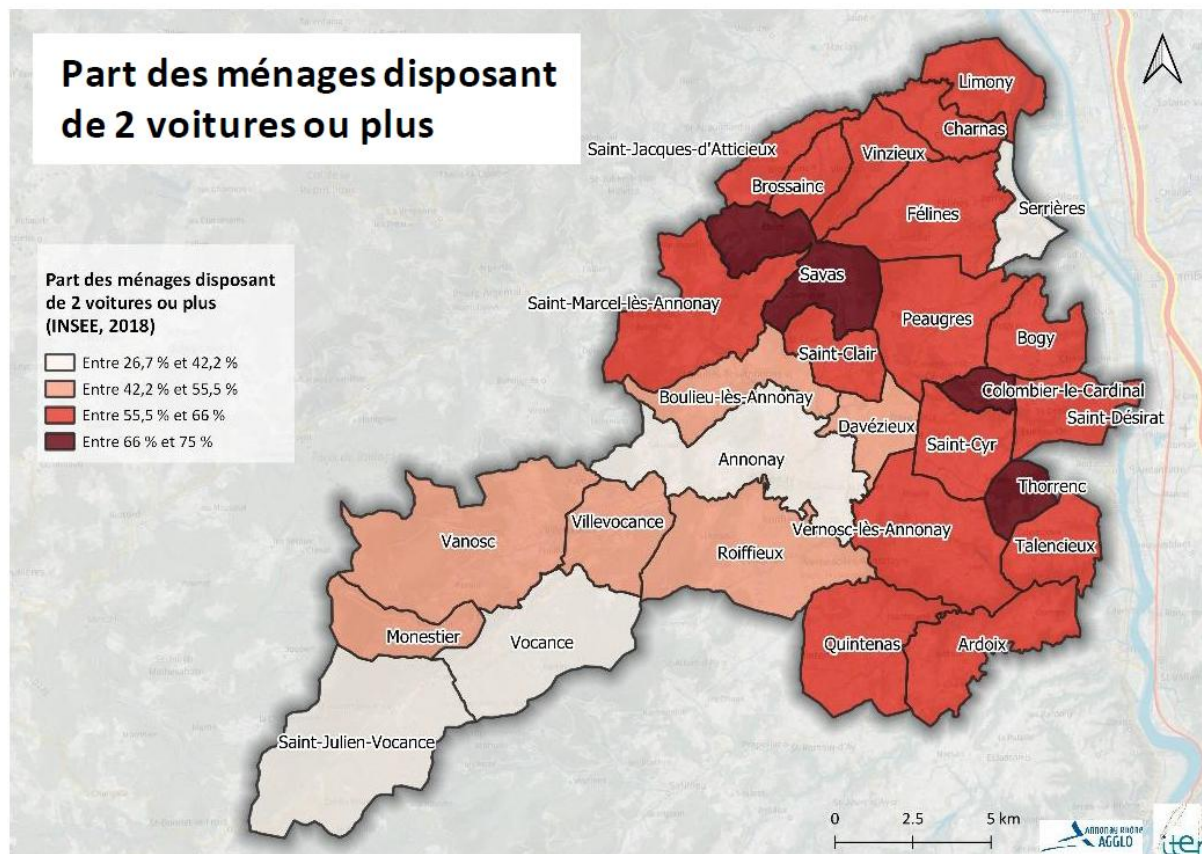 Part des ménages disposant
de 2 voitures ou plus
Limony
Charnas
Saint-Jacques-d'Atticieux
Vinzieux
Brossainc
Félines
Serrières
Part des ménages disposant
de 2 voitures ou plus
(INSEE, 2018)
Entre 26,7 % et 42,2 %
Entre 42,2 % et 55,5 %
Entre 55,5 % et 66 %
Entre 66 % et 75 %
Savas
Saint-Marcel-lès-Annonay
Peaugres
Bogy
Saint-Clair
Colombier-le-Cardinal
Boulieu-lès-Annonay
Saint-Désirat
Davézieux
Saint-Cyr
Annonay
Thorrenc
Villevocance
Vernosc-lès-Annonay
Vanosc
Roiffieux
Talencieux
Monestier
Vocance
Quintenas
Ardoix
Saint-Julien-Vocance
0 2.5 5 km
ANNONAY RHÔNE
AGGLO
iter